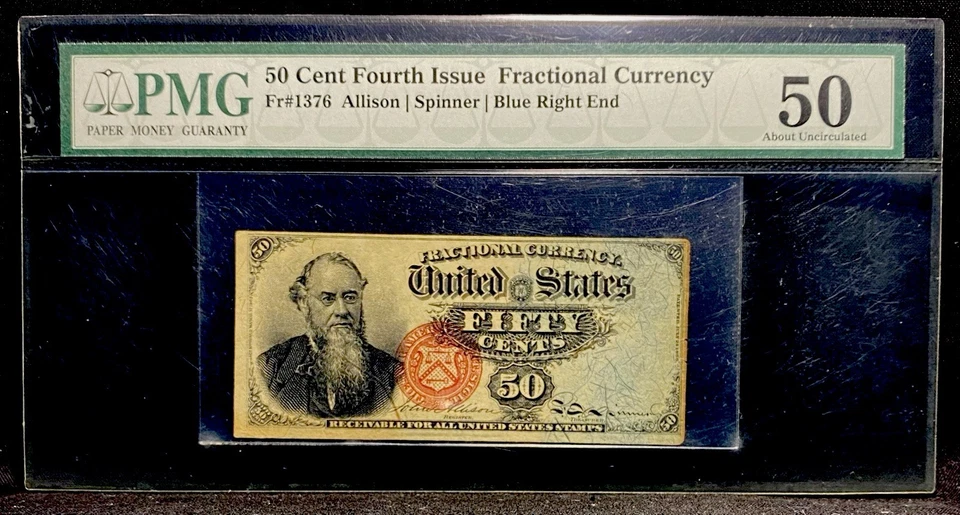 PMG
PAPER MONEY GUARANTY
50 Cent Fourth Issue Fractional Currency
Fr#1376 Allison | Spinner | Blue Right End
50
About Uncirculated
50
50
FRACTIONAL CURRENCY.
United States
FIFTY
CENTS
50
RECEIVABLE FOR ALL UNITED STATES STAMPS
50